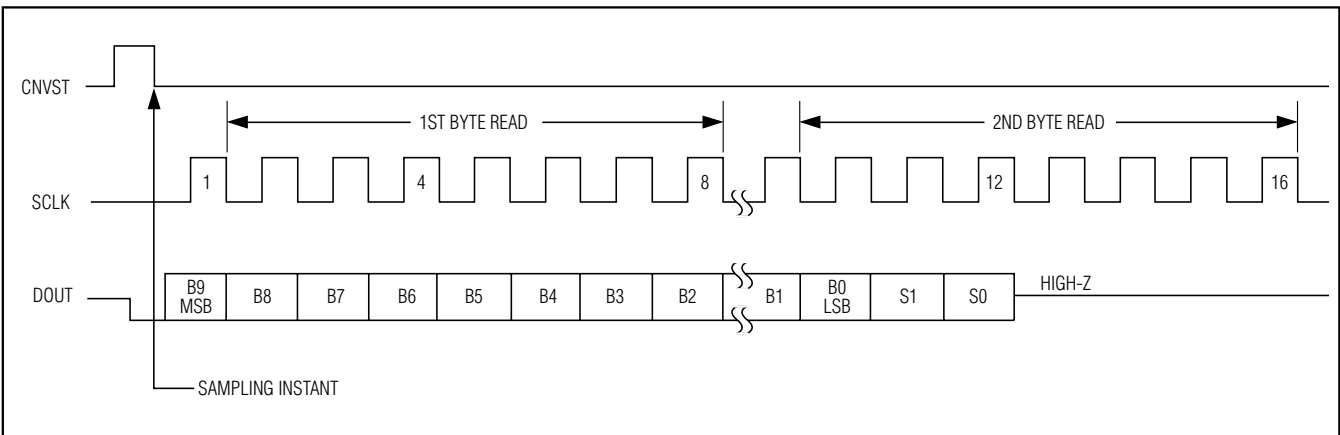 CNVST
1ST BYTE READ
2ND BYTE READ
SCLK
1
4
8
12
16
DOUT
B9
MSB
B8
B7
B6
B5
B4
B3
B2
B1
B0
LSB
S1
S0
HIGH-Z
SAMPLING INSTANT